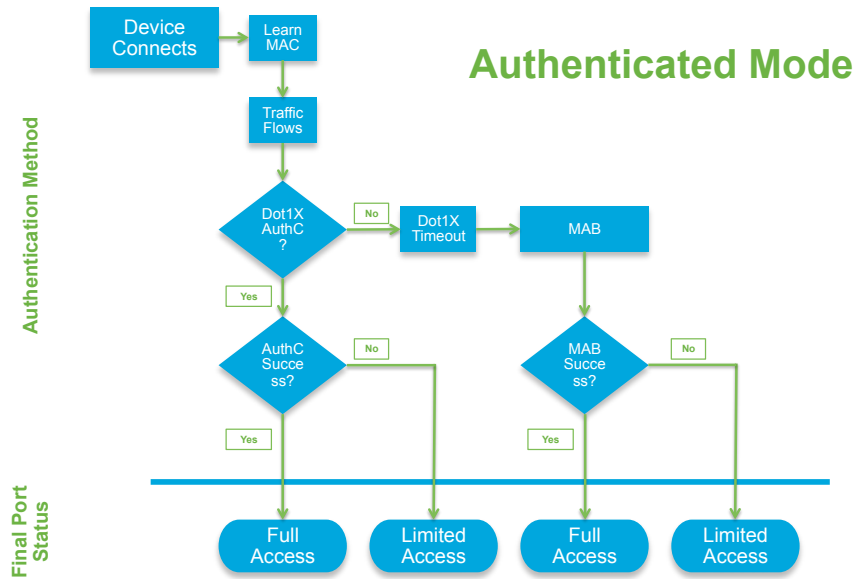 Device
Connects
Learn
MAC
Authenticated Mode
Traffic
Flows
Authentication Method
Dot1X
AuthC
?
No
Dot1X
Timeout
MAB
Yes
AuthC
Succe
ss?
No
MAB
Succe
ss?
No
Yes
Yes
Final Port
Status
Full
Access
Limited
Access
Full
Access
Limited
Access